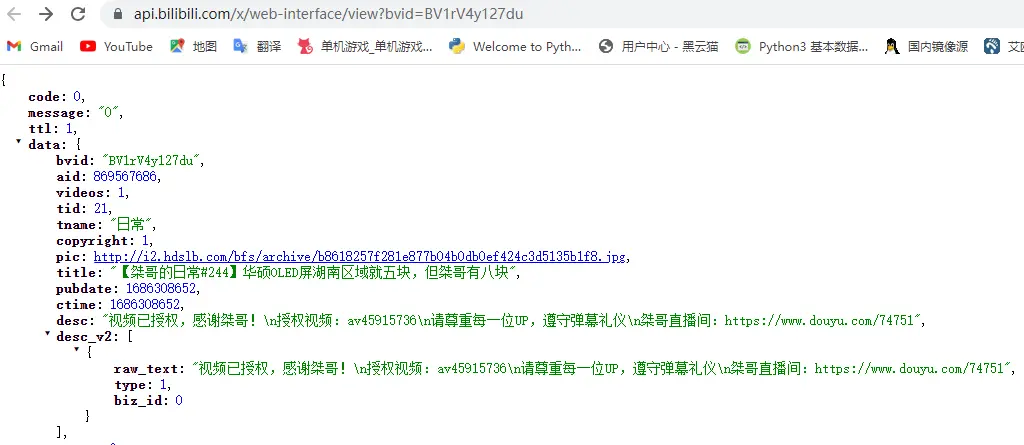 api.bilibili.com/x/web-interface/view?bvid=BV1rV4y127du
Gmail YouTube 地图 翻译 单机游戏_单机游戏... Welcome to Pyth... 用户中心 - 黑云猫 Python3 基本数据... 国内镜像源
{
code: 0,
message: "0",
ttl: 1,
data: {
bvid: "BV1rV4y127du",
aid: 869567686,
videos: 1,
tid: 21,
tname: "日常",
copyright: 1,
pic: http://i2.hdslb.com/bfs/archive/b8618257f281e877b04b0db0ef424c3d5135b1f8.jpg,
title: "【桀哥的日常#244】华硕OLED屏湖南区域就五块，但桀哥有八块",
pubdate: 1686308652,
ctime: 1686308652,
desc: "视频已授权，感谢桀哥！\n授权视频：av45915736\n请尊重每一位UP，遵守弹幕礼仪\n桀哥直播间：https://www.douyu.com/74751",
desc_v2: [
{
raw_text: "视频已授权，感谢桀哥！\n授权视频：av45915736\n请尊重每一位UP，遵守弹幕礼仪\n桀哥直播间：https://www.douyu.com/74751",
type: 1,
biz_id: 0
}
],